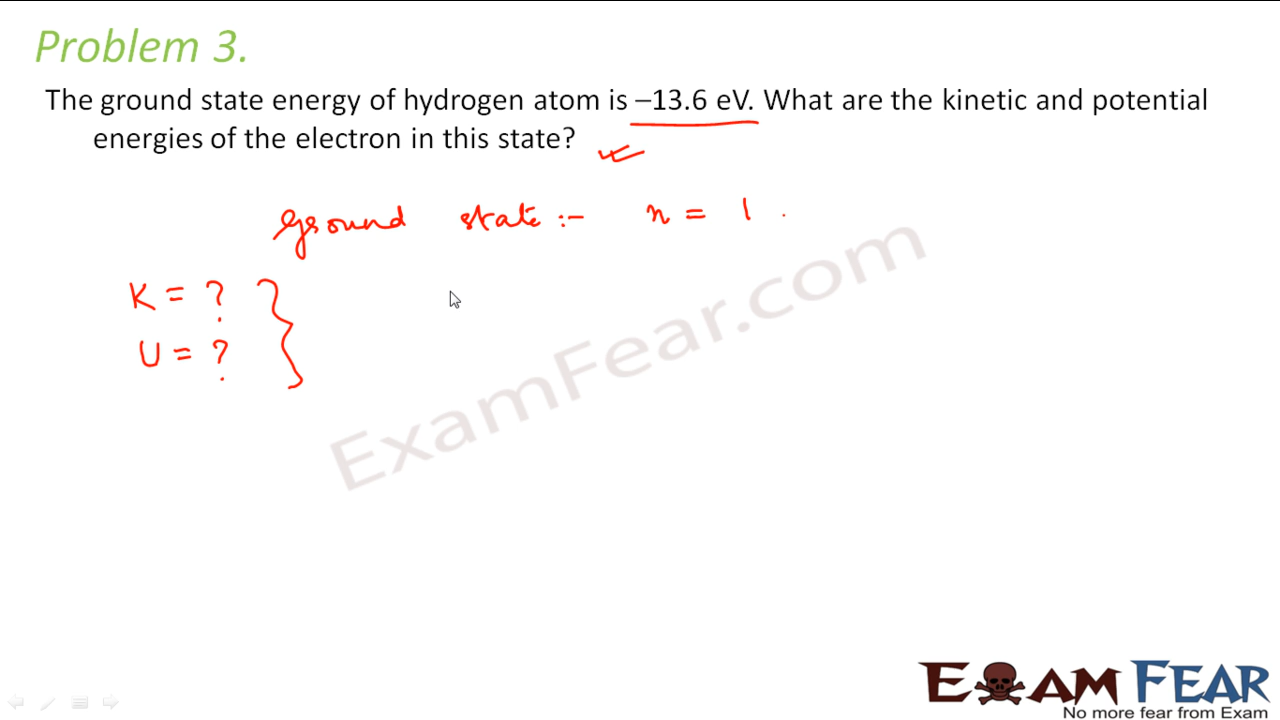 Problem 3.
The ground state energy of hydrogen atom is –13.6 eV. What are the kinetic and potential
energies of the electron in this state?
Ground state :- n = 1 .
K = ?
U = ?
ExamFear.com
EXAM FEAR
No more fear from Exam